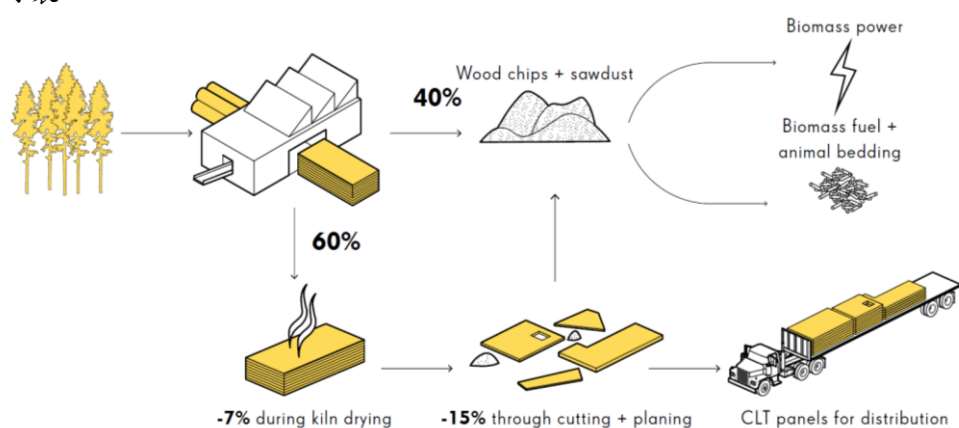 Biomass power
Wood chips + sawdust
40%
Biomass fuel +
animal bedding
60%
-7% during kiln drying
-15% through cutting + planing
CLT panels for distribution